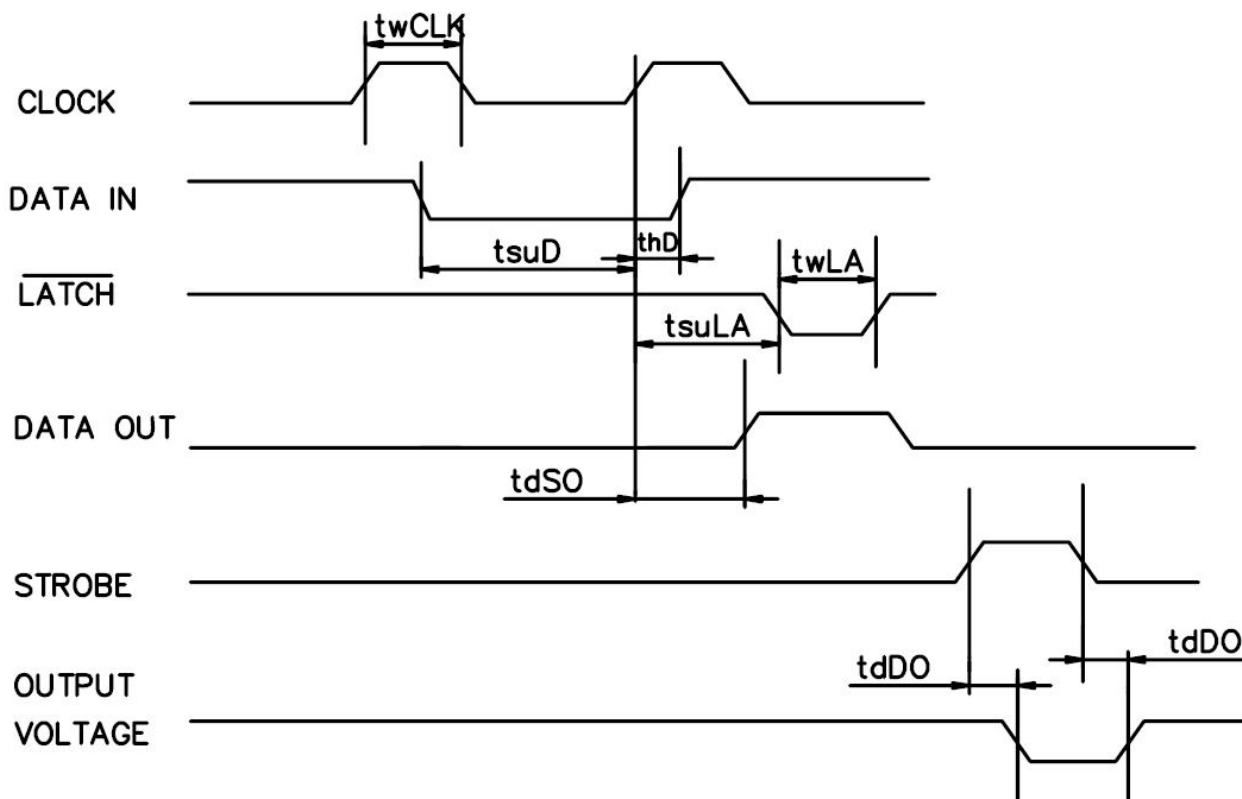 twCLK
CLOCK
DATA IN
tsuD
thD
LATCH
twLA
tsuLA
DATA OUT
tdSO
STROBE
tdDO
tdDO
OUTPUT
VOLTAGE